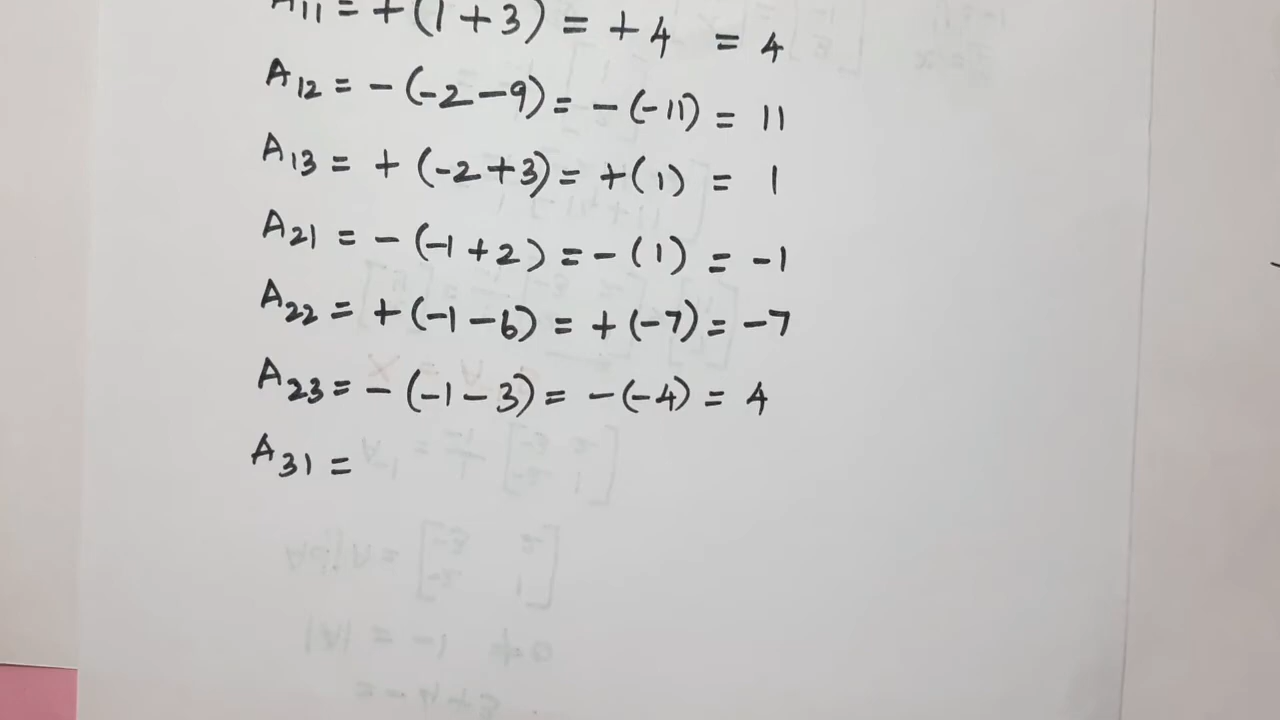 A11 = +(1+3) = +4 = 4
A12 = -(-2-9) = -(-11) = 11
A13 = +(-2+3) = +(1) = 1
A21 = -(-1+2) = -(1) = -1
A22 = +(-1-6) = +(-7) = -7
A23 = -(-1-3) = -(-4) = 4
A31 =